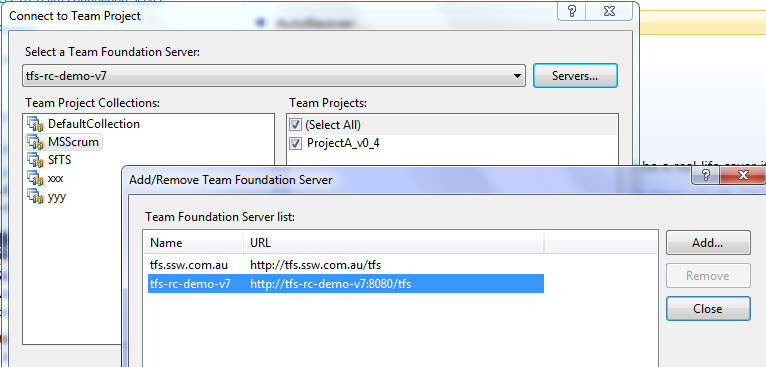 AutoRecover
Connect to Team Project
Select a Team Foundation Server:
tfs-rc-demo-v7
Servers...
Team Project Collections:
Team Projects:
DefaultCollection
MSScrum
SfTS
xxx
yyy
(Select All)
ProjectA_v0_4
Add/Remove Team Foundation Server
Team Foundation Server list:
Name URL
tfs.ssw.com.au http://tfs.ssw.com.au/tfs
tfs-rc-demo-v7 http://tfs-rc-demo-v7:8080/tfs
Add...
Remove
Close